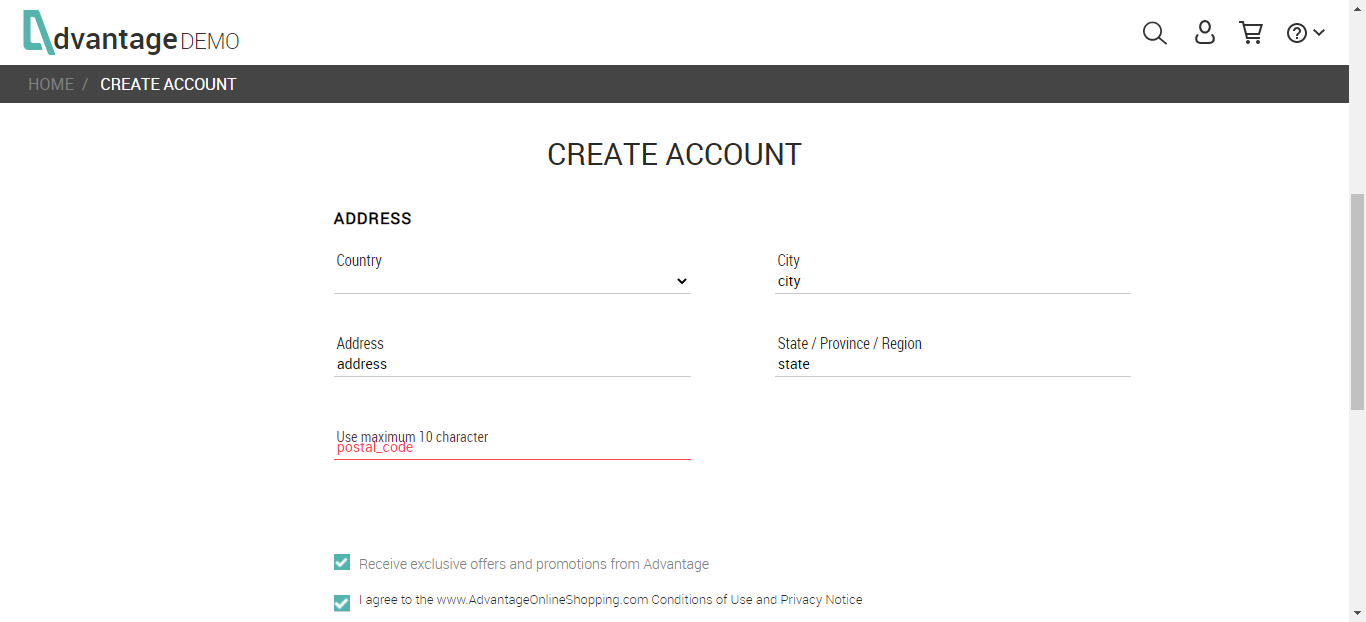 dvantage DEMO
HOME / CREATE ACCOUNT
CREATE ACCOUNT
ADDRESS
Country
City
city
Address
address
State / Province / Region
state
Use maximum 10 character
postal_code
Receive exclusive offers and promotions from Advantage
I agree to the www.AdvantageOnlineShopping.com Conditions of Use and Privacy Notice